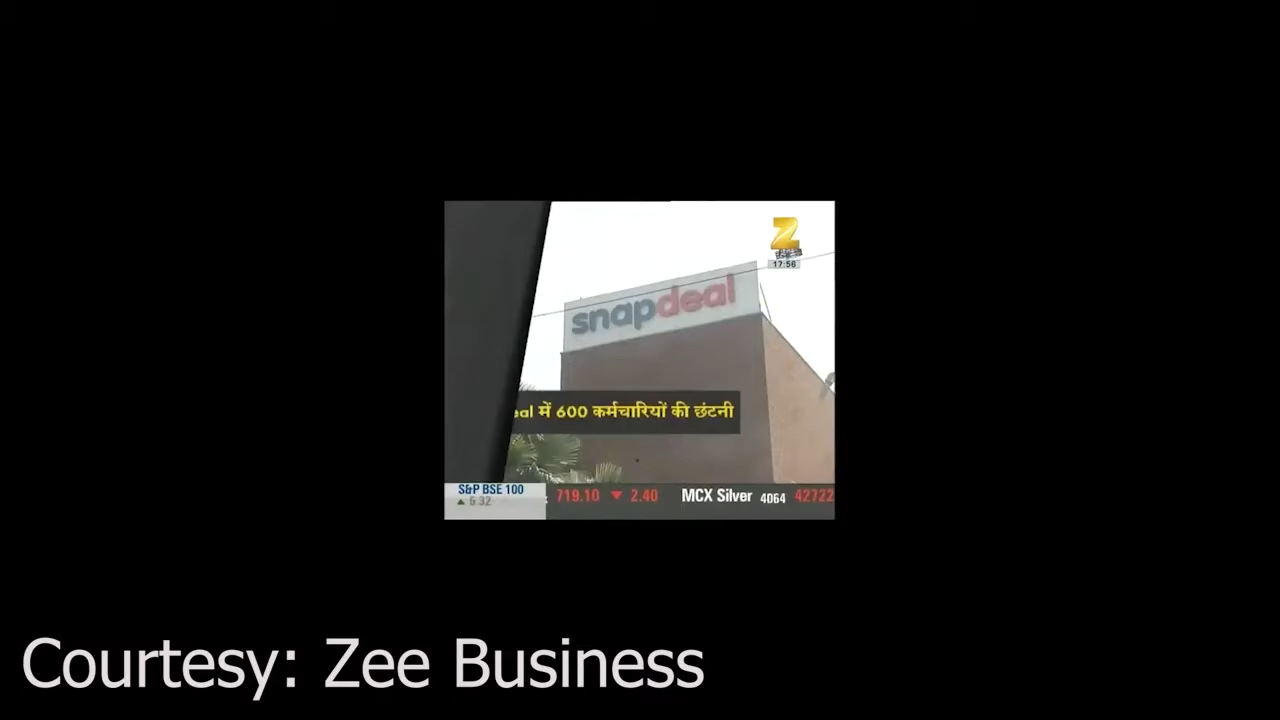 17:56
snapdeal
eal में 600 कर्मचारियों की छंटनी
S&P BSE 100
719.10 ▼ 2.40 MCX Silver 4064 42722
▲ 6.32
Courtesy: Zee Business